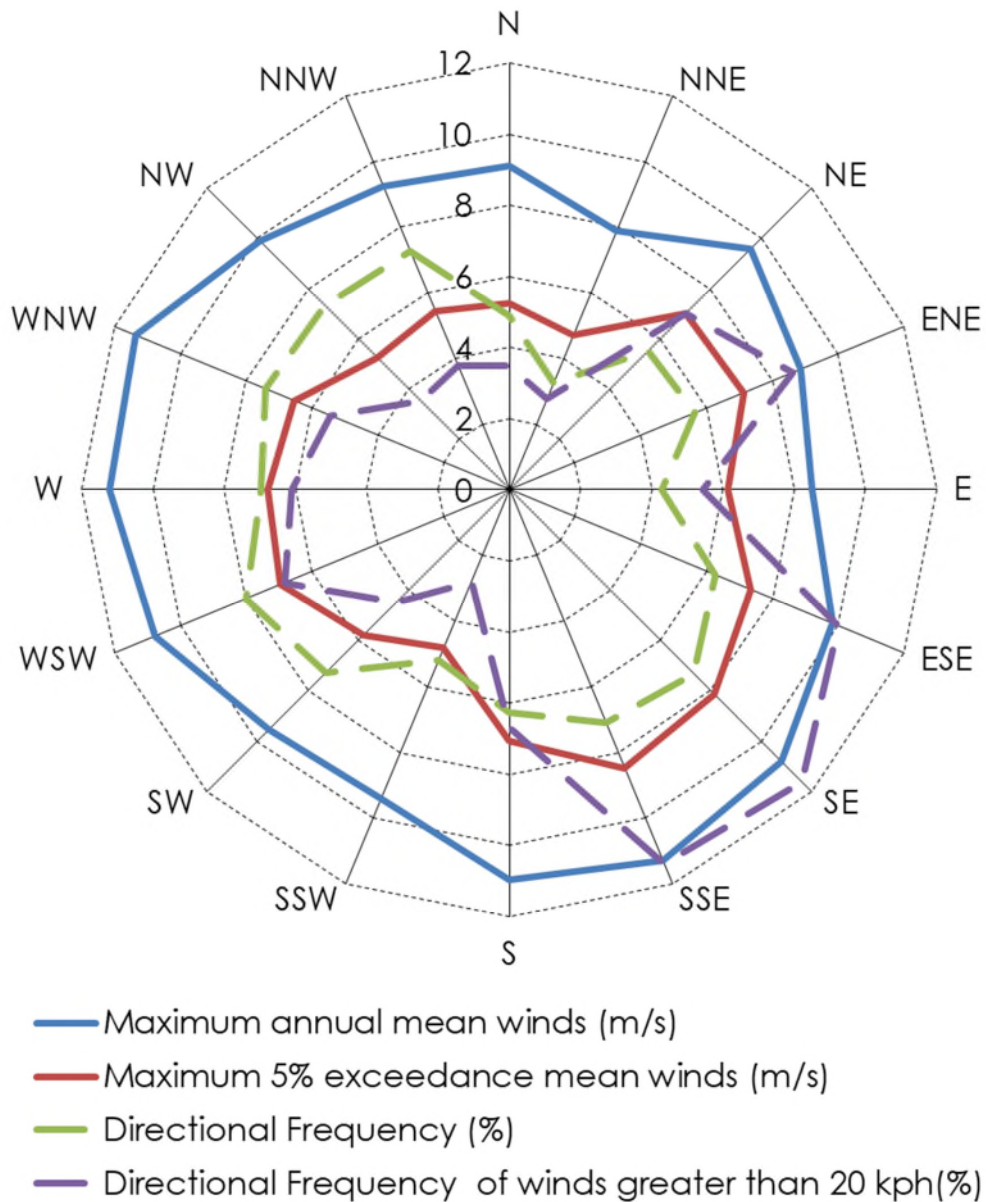 N
12
NNW
NNE
10
NW
NE
8
6
WNW
ENE
4
2
W
0
E
WSW
ESE
SW
SE
SSW
SSE
S
Maximum annual mean winds (m/s)
Maximum 5% exceedance mean winds (m/s)
Directional Frequency (%)
Directional Frequency  of winds greater than 20 kph(%)